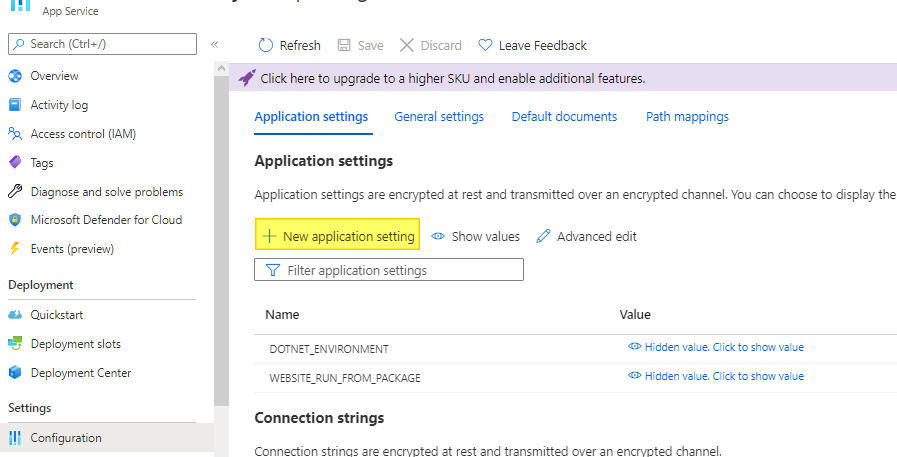 App Service
Search (Ctrl+/)
«
Refresh
Save
Discard
Leave Feedback
Click here to upgrade to a higher SKU and enable additional features.
Overview
Activity log
Access control (IAM)
Tags
Diagnose and solve problems
Microsoft Defender for Cloud
Events (preview)
Deployment
Quickstart
Deployment slots
Deployment Center
Settings
Configuration
Application settings
General settings
Default documents
Path mappings
Application settings
Application settings are encrypted at rest and transmitted over an encrypted channel. You can choose to display the
New application setting
Show values
Advanced edit
Filter application settings
Name Value
DOTNET_ENVIRONMENT Hidden value. Click to show value
WEBSITE_RUN_FROM_PACKAGE Hidden value. Click to show value
Connection strings
Connection strings are encrypted at rest and transmitted over an encrypted channel.